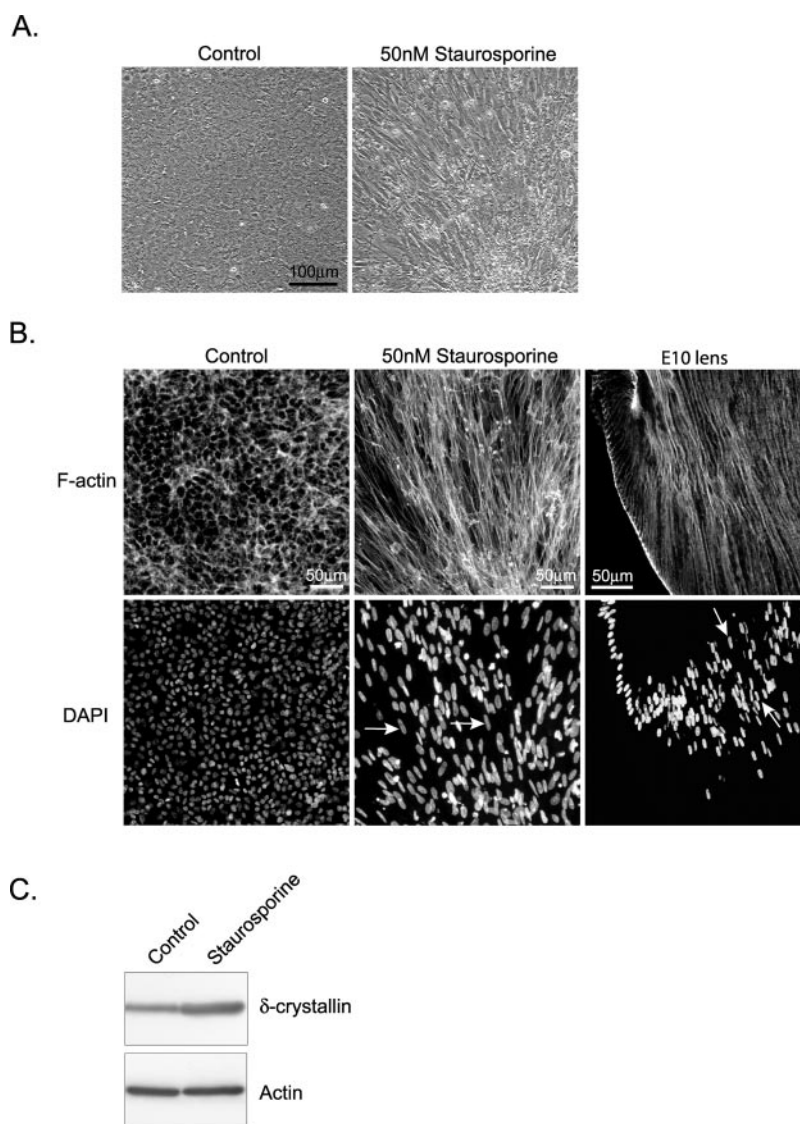 A.
Control
50nM Staurosporine
100μm
B.
Control
50nM Staurosporine
E10 lens
F-actin
50μm
50μm
50μm
DAPI
C.
Control
Staurosporine
δ-crystallin
Actin